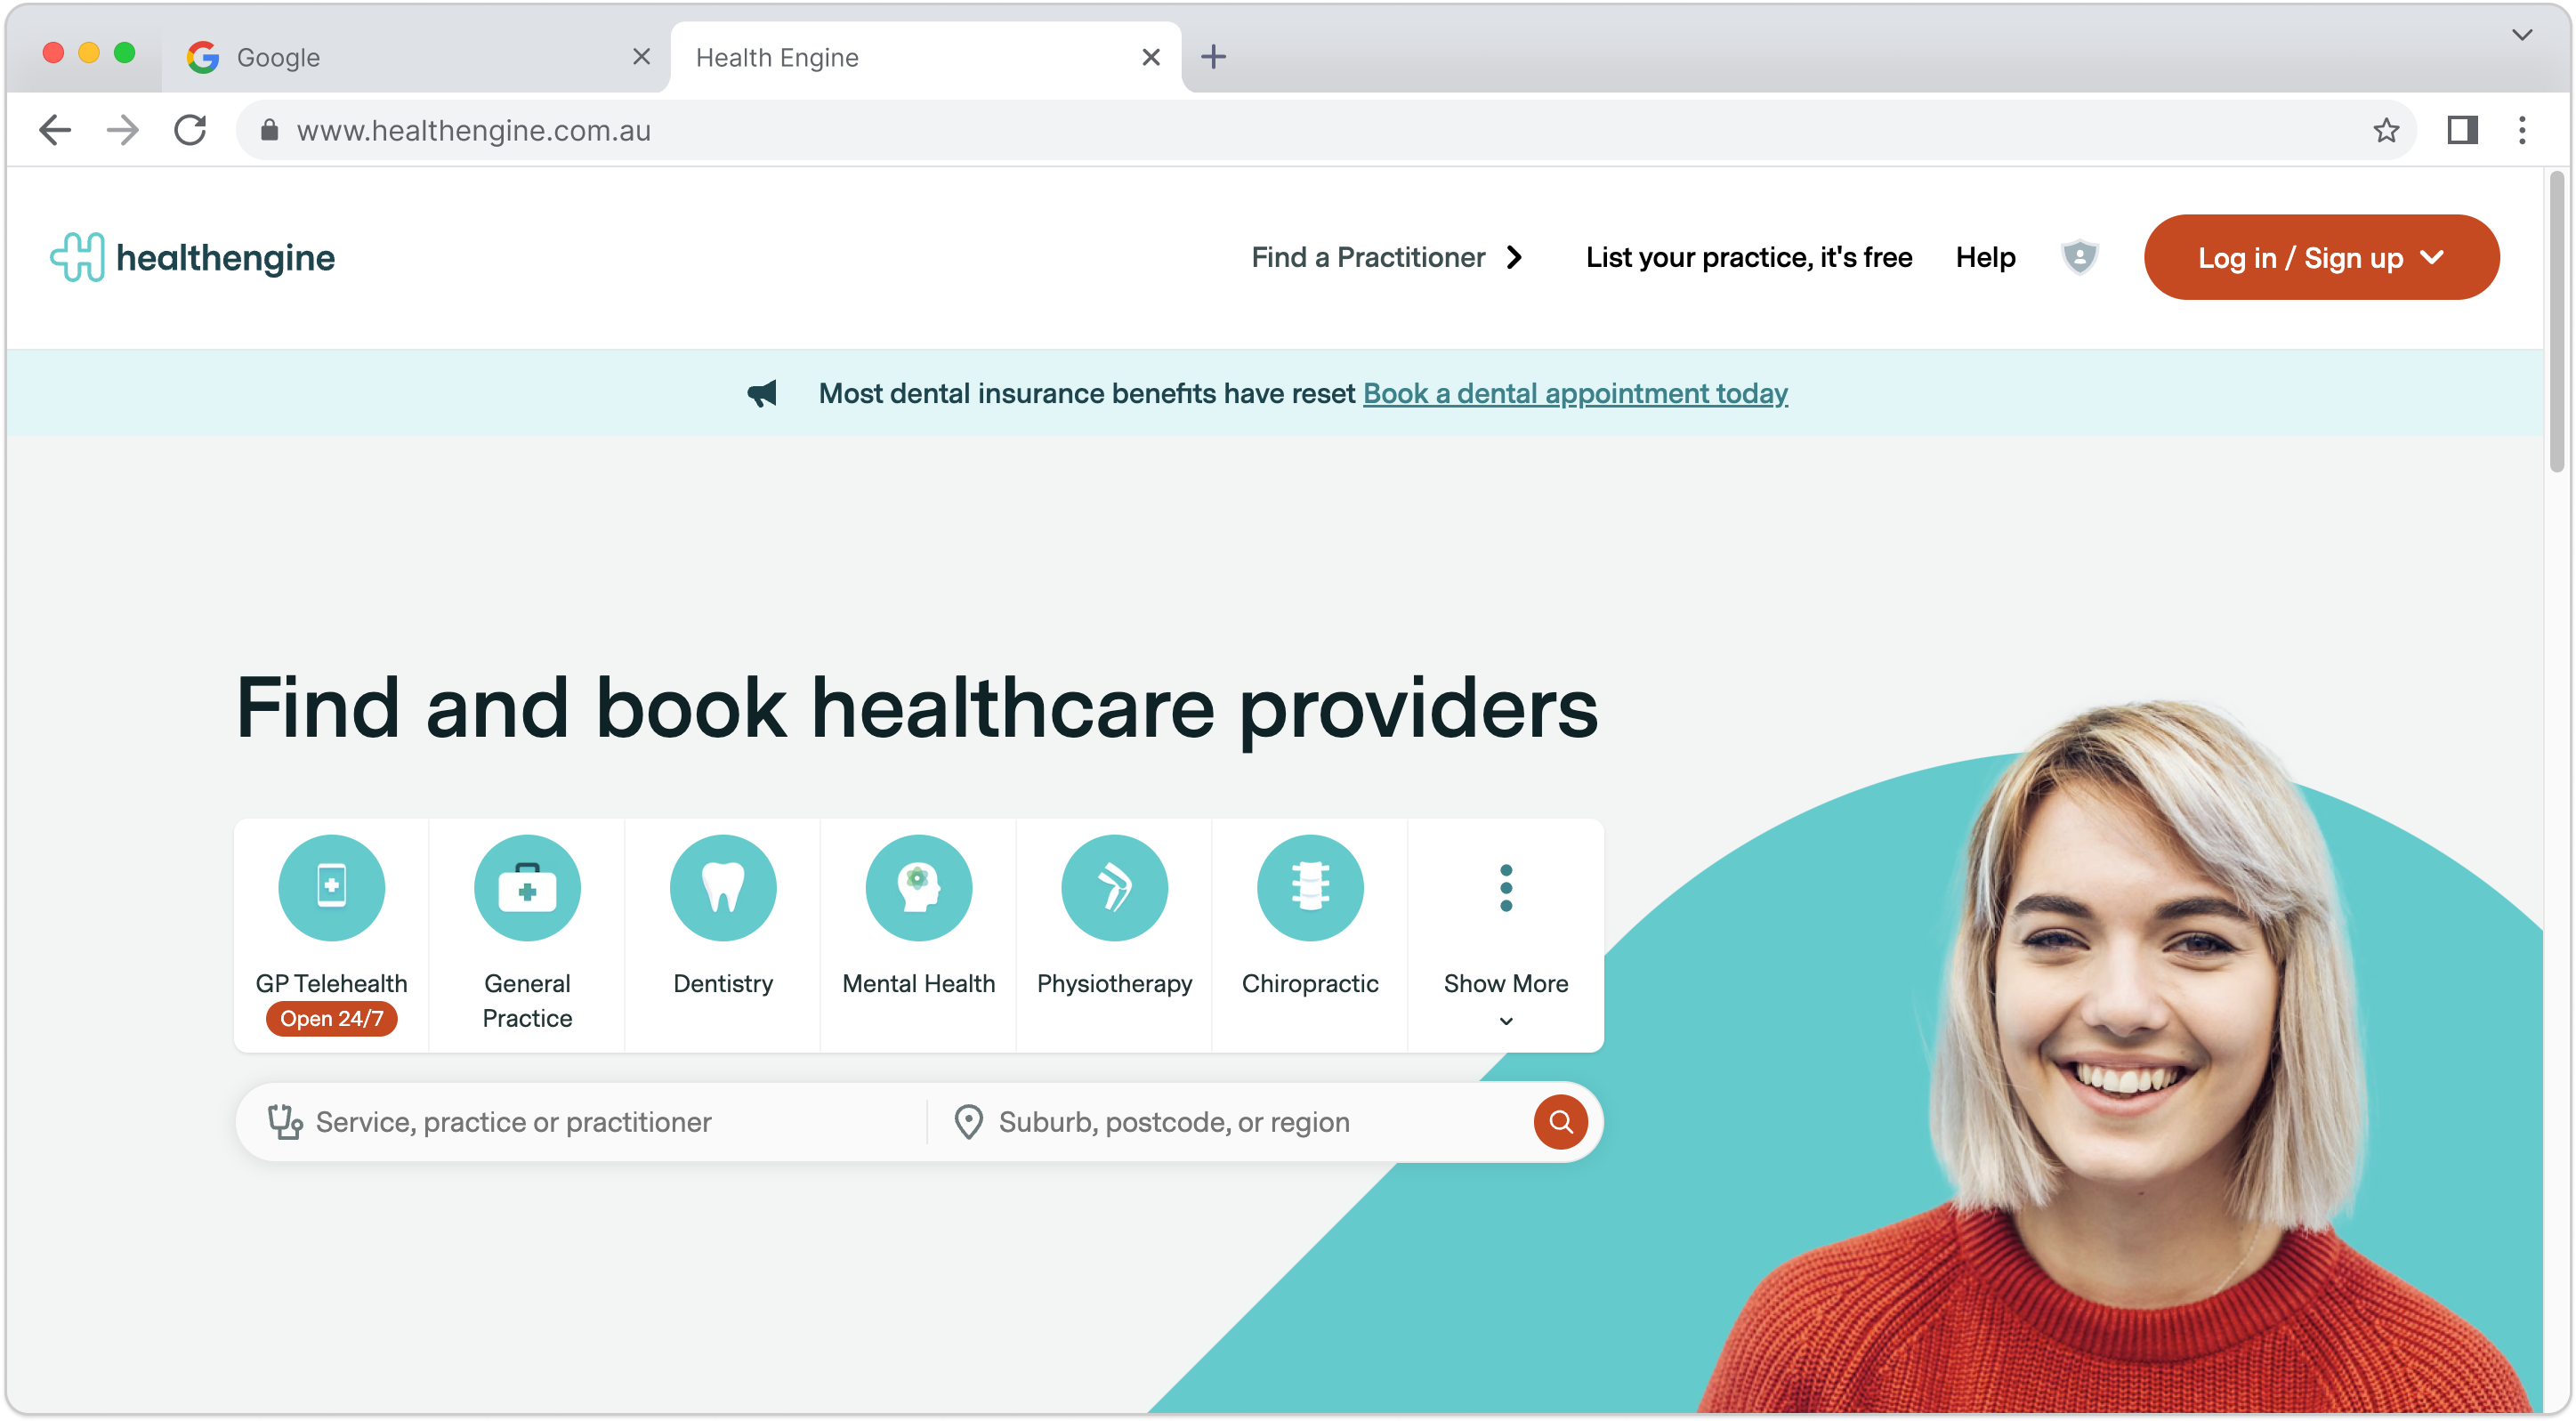 Google
Health Engine
www.healthengine.com.au
healthengine
Find a Practitioner
List your practice, it's free
Help
Log in / Sign up
Most dental insurance benefits have reset Book a dental appointment today
Find and book healthcare providers
GP Telehealth
Open 24/7
General
Practice
Dentistry
Mental Health
Physiotherapy
Chiropractic
Show More
Service, practice or practitioner
Suburb, postcode, or region